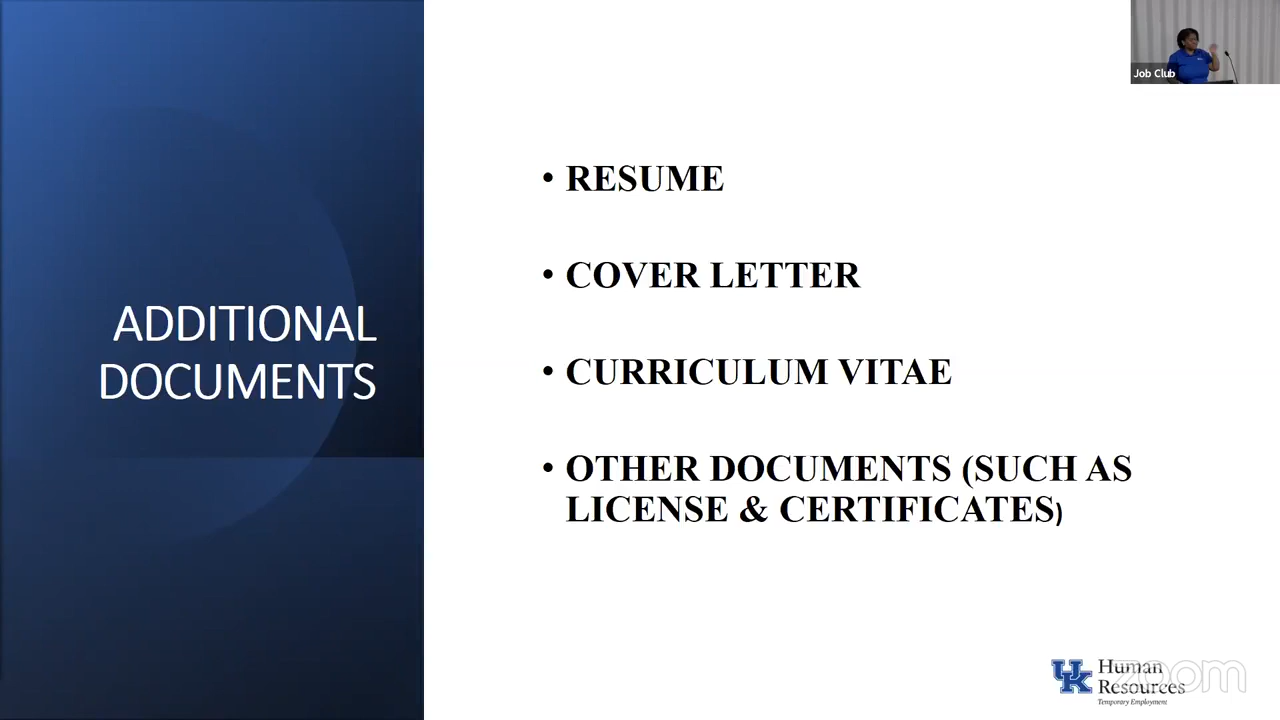 Job Club
ADDITIONAL
DOCUMENTS
• RESUME
• COVER LETTER
• CURRICULUM VITAE
• OTHER DOCUMENTS (SUCH AS
LICENSE & CERTIFICATES)
UK Human
Resources
Temporary Employment
zoom